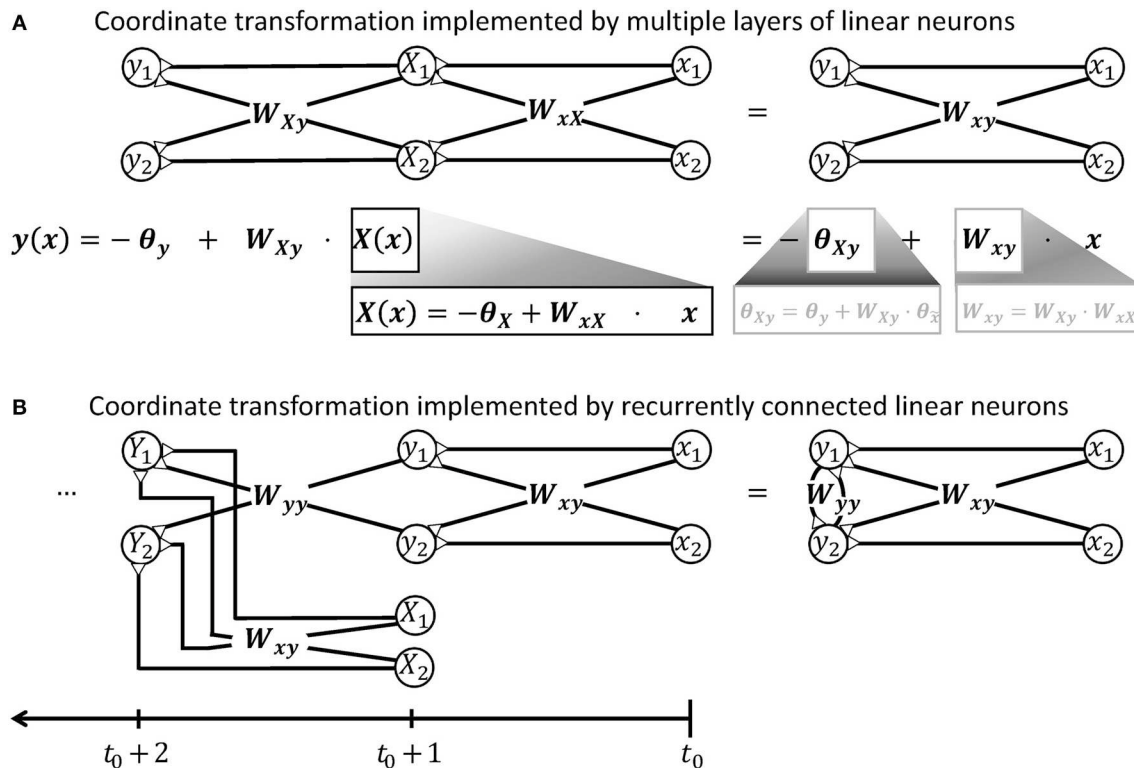 A Coordinate transformation implemented by multiple layers of linear neurons
y₁ X₁ x₁ y₁ x₁
W_Xy W_xX = W_xy
y₂ X₂ x₂ y₂ x₂
y(x) = − θ_y + W_Xy · X(x) = − θ_Xy + W_xy · x
X(x) = −θ_X + W_xX · x θ_Xy = θ_y + W_Xy · θ_x̃ W_xy = W_Xy · W_xX
B Coordinate transformation implemented by recurrently connected linear neurons
Y₁ y₁ x₁ y₁ x₁
... W_yy W_xy = W_yy W_xy
Y₂ y₂ x₂ y₂ x₂
X₁
W_xy
X₂
t₀ + 2 t₀ + 1 t₀